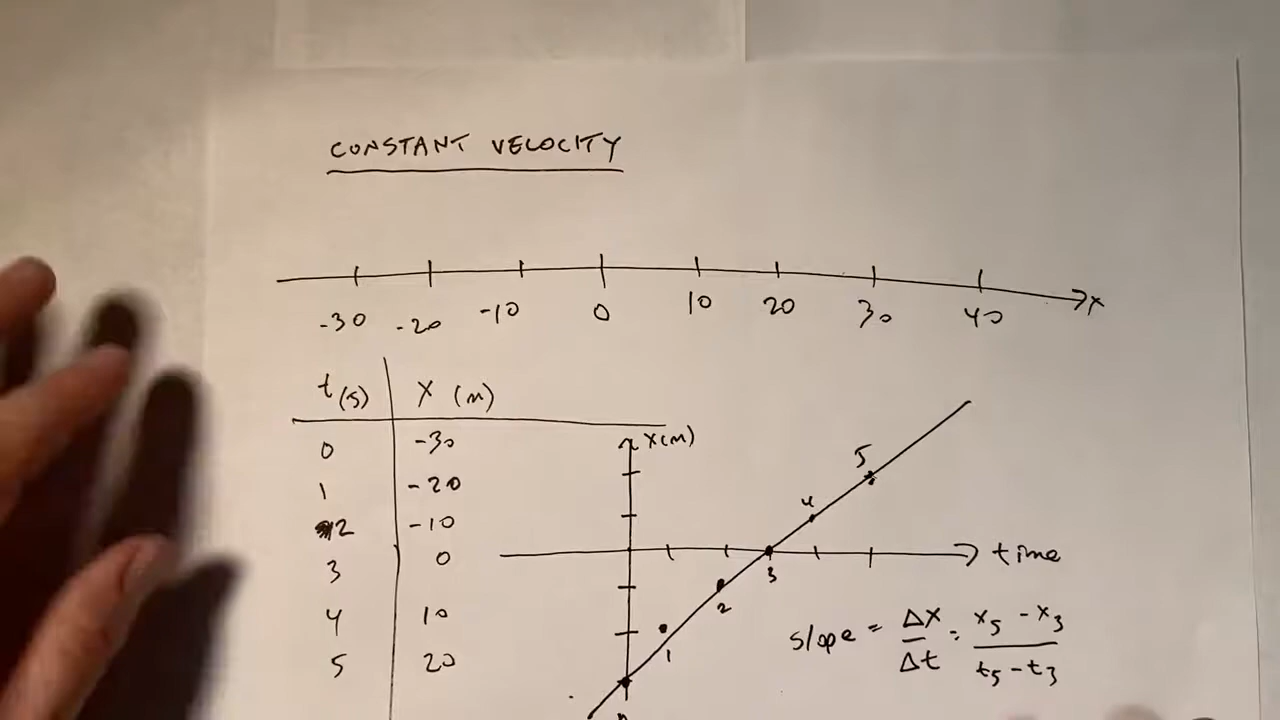 CONSTANT VELOCITY
-30 -20 -10 0 10 20 30 40 x
t(s) x (m)
0 -30
1 -20
2 -10
3 0
4 10
5 20
x(m)
5
4
3
2
1
time
slope = Δx/Δt = x5 - x3 / t5 - t3